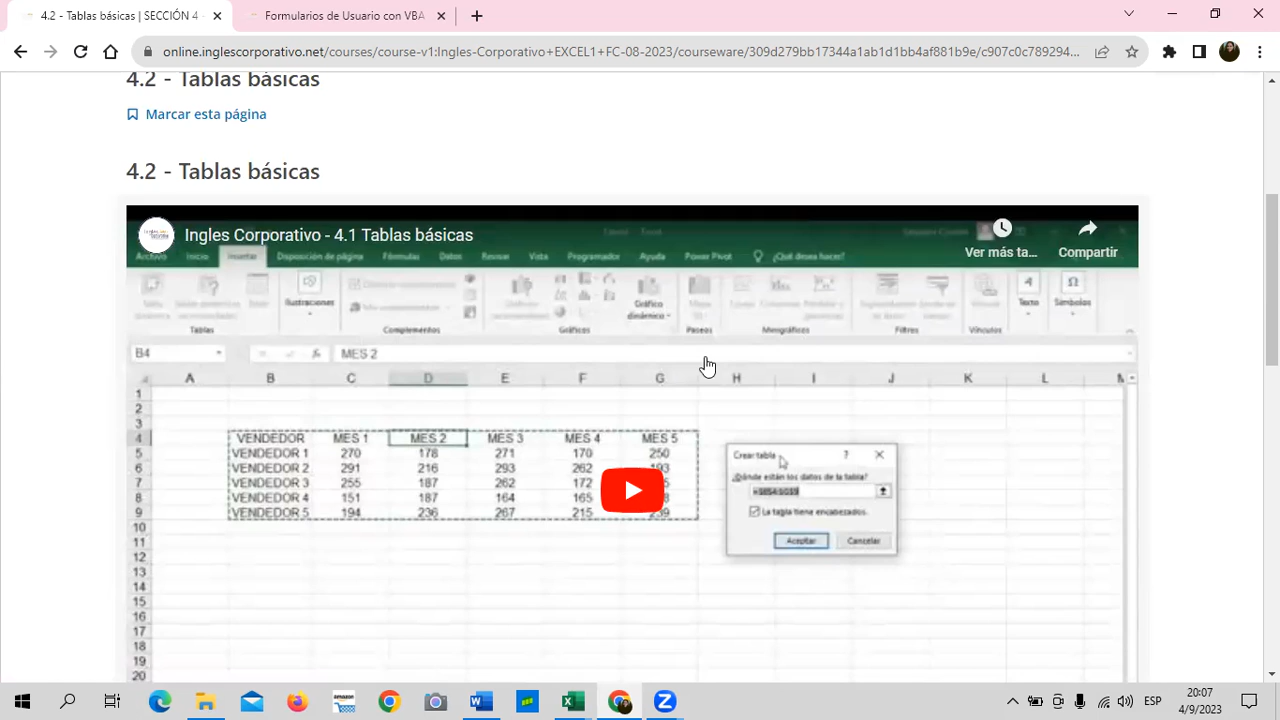 4.2 - Tablas básicas | SECCIÓN 4 -
Formularios de Usuario con VBA
online.inglescorporativo.net/courses/course-v1:Ingles-Corporativo+EXCEL1+FC-08-2023/courseware/309d279bb17344a1ab1d1bb4af881b9e/c907c0c789294...
4.2 - Tablas básicas
Marcar esta página
4.2 - Tablas básicas
Ingles Corporativo - 4.1 Tablas básicas
Ver más ta...
Compartir
Archivo Inicio Insertar Disposición de página Fórmulas Datos Revisar Vista Programador Ayuda Power Pivot ¿Qué desea hacer?
Ilustraciones
Gráfico dinámico
Texto
Símbolos
Tablas Complementos Gráficos Paseos Minigráficos Filtros Vínculos
B4 fx MES 2
A B C D E F G H I J K L M
1
2
3
4 VENDEDOR MES 1 MES 2 MES 3 MES 4 MES 5
5 VENDEDOR 1 270 178 271 170 250
6 VENDEDOR 2 291 216 293 262
7 VENDEDOR 3 255 187 262 172
8 VENDEDOR 4 151 187 164 165
9 VENDEDOR 5 194 236 267 215 239
10
11
12
13
14
15
16
17
18
19
20
Crear tabla ?
¿Dónde están los datos de la tabla?
La tabla tiene encabezados.
Aceptar Cancelar
ESP
20:07
4/9/2023